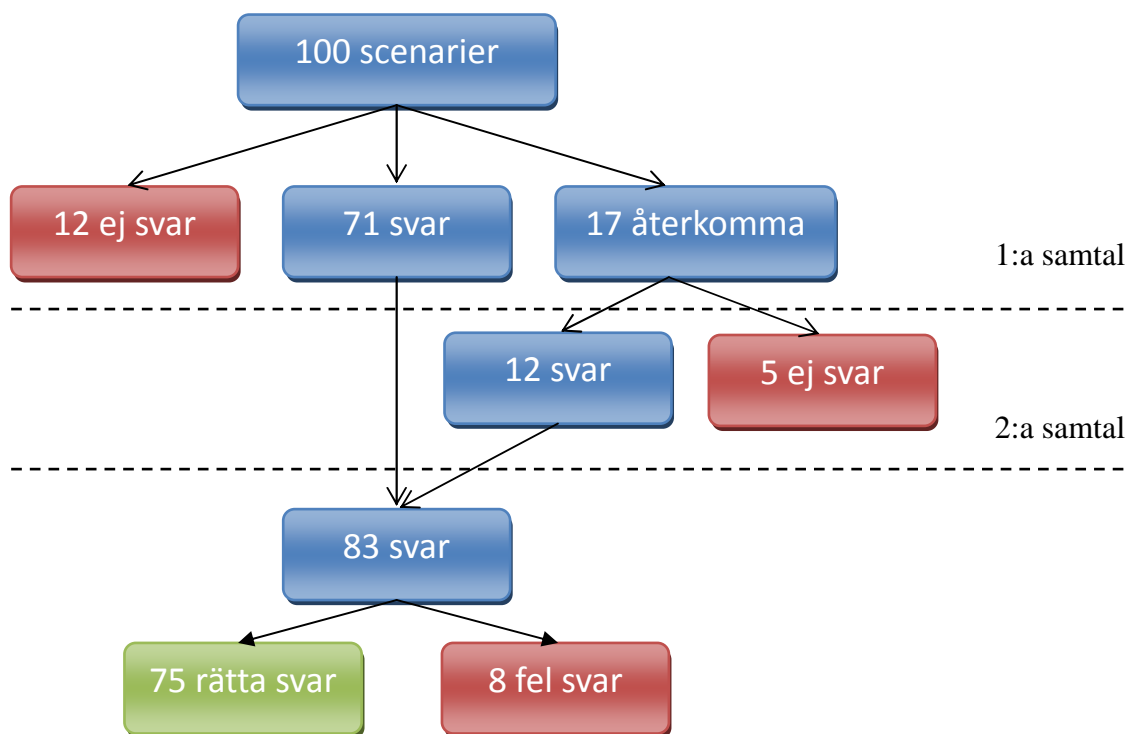 100 scenarier
12 ej svar
71 svar
17 återkomma
1:a samtal
12 svar
5 ej svar
2:a samtal
83 svar
75 rätta svar
8 fel svar